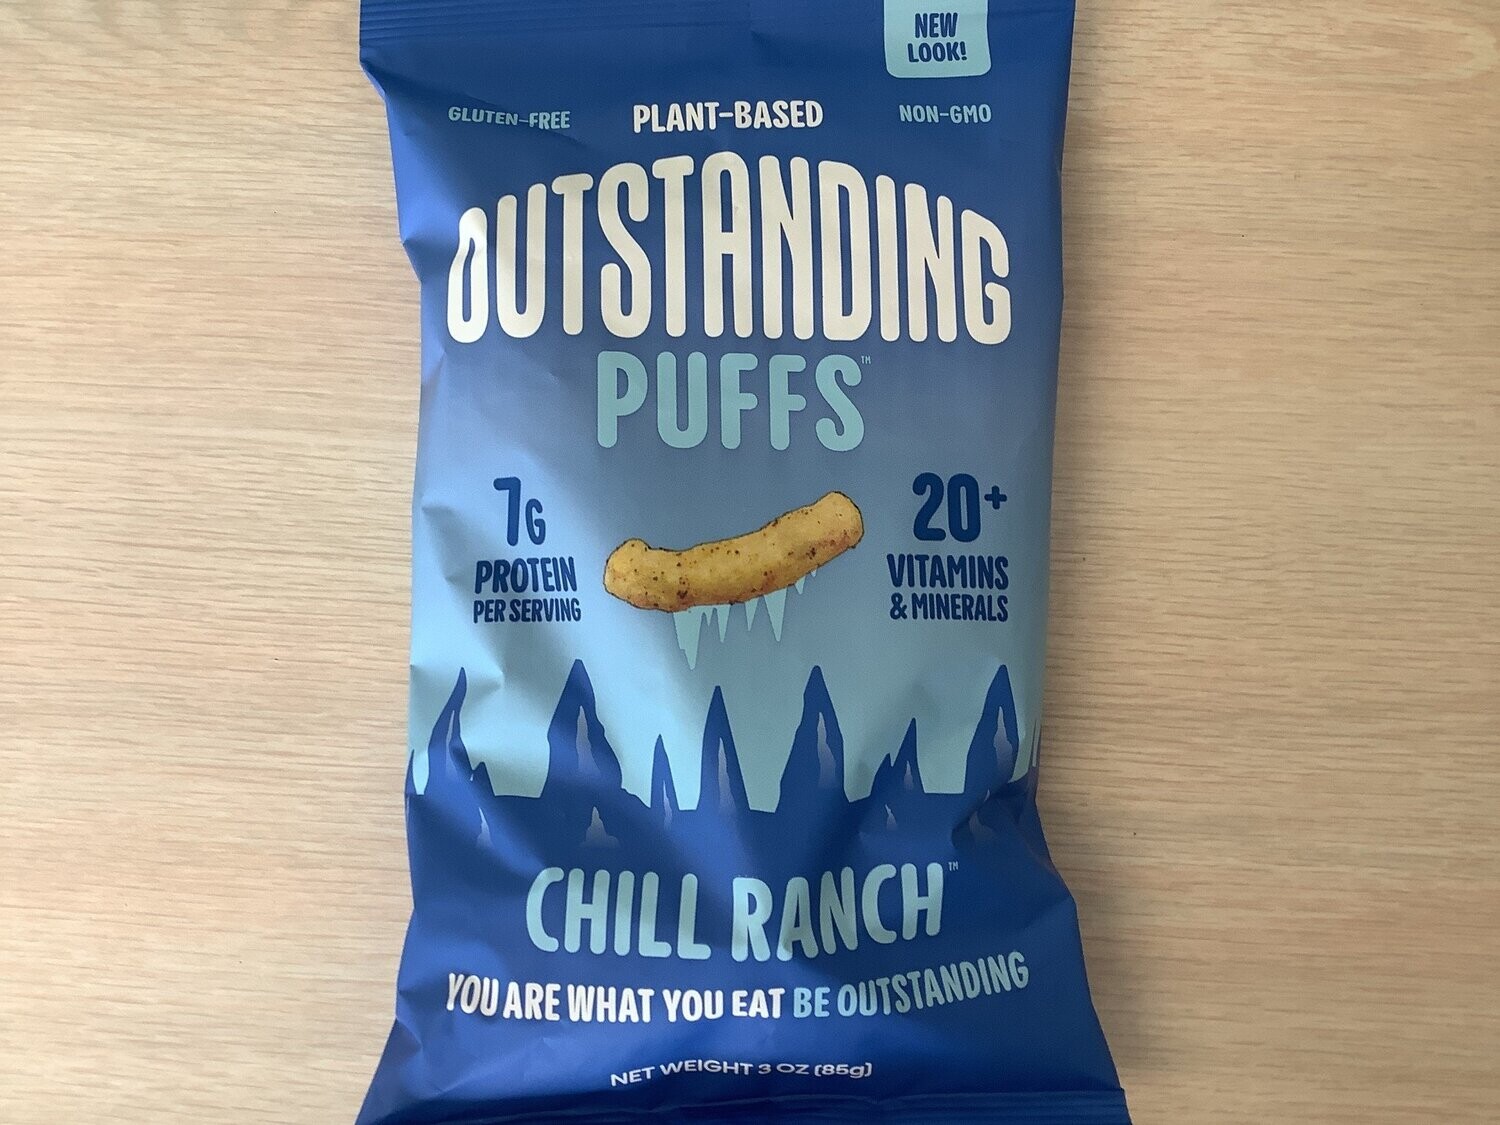 NEW
LOOK!
GLUTEN-FREE PLANT-BASED NON-GMO
OUTSTANDING
PUFFS™
7G
PROTEIN
PER SERVING
20+
VITAMINS
& MINERALS
CHILL RANCH™
YOU ARE WHAT YOU EAT BE OUTSTANDING
NET WEIGHT 3 OZ (85g)